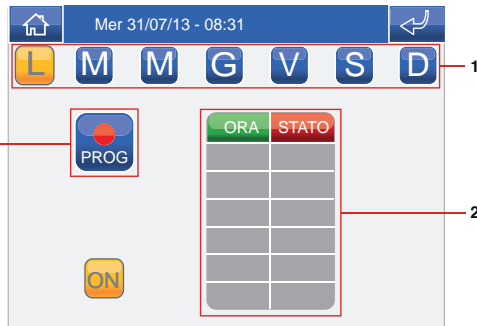 Mer 31/07/13 - 08:31
L M M G V S D
1
ORA STATO
PROG
2
ON